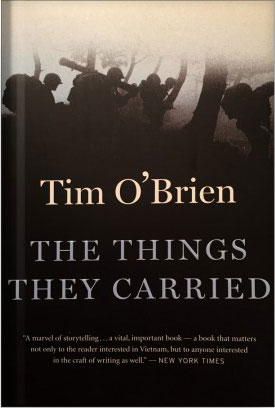 Tim O’Brien
THE THINGS
THEY CARRIED
"A marvel of storytelling . . . a vital, important book — a book that matters
not only to the reader interested in Vietnam, but to anyone interested
in the craft of writing as well." — NEW YORK TIMES